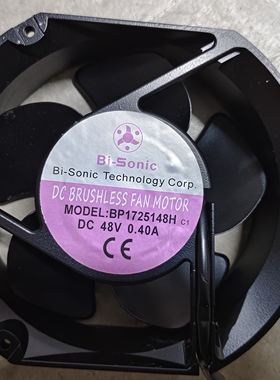 Bi-Sonic
Bi-Sonic Technology Corp.
DC BRUSHLESS FAN MOTOR
MODEL:BP1725148H C1
DC 48V 0.40A
CE